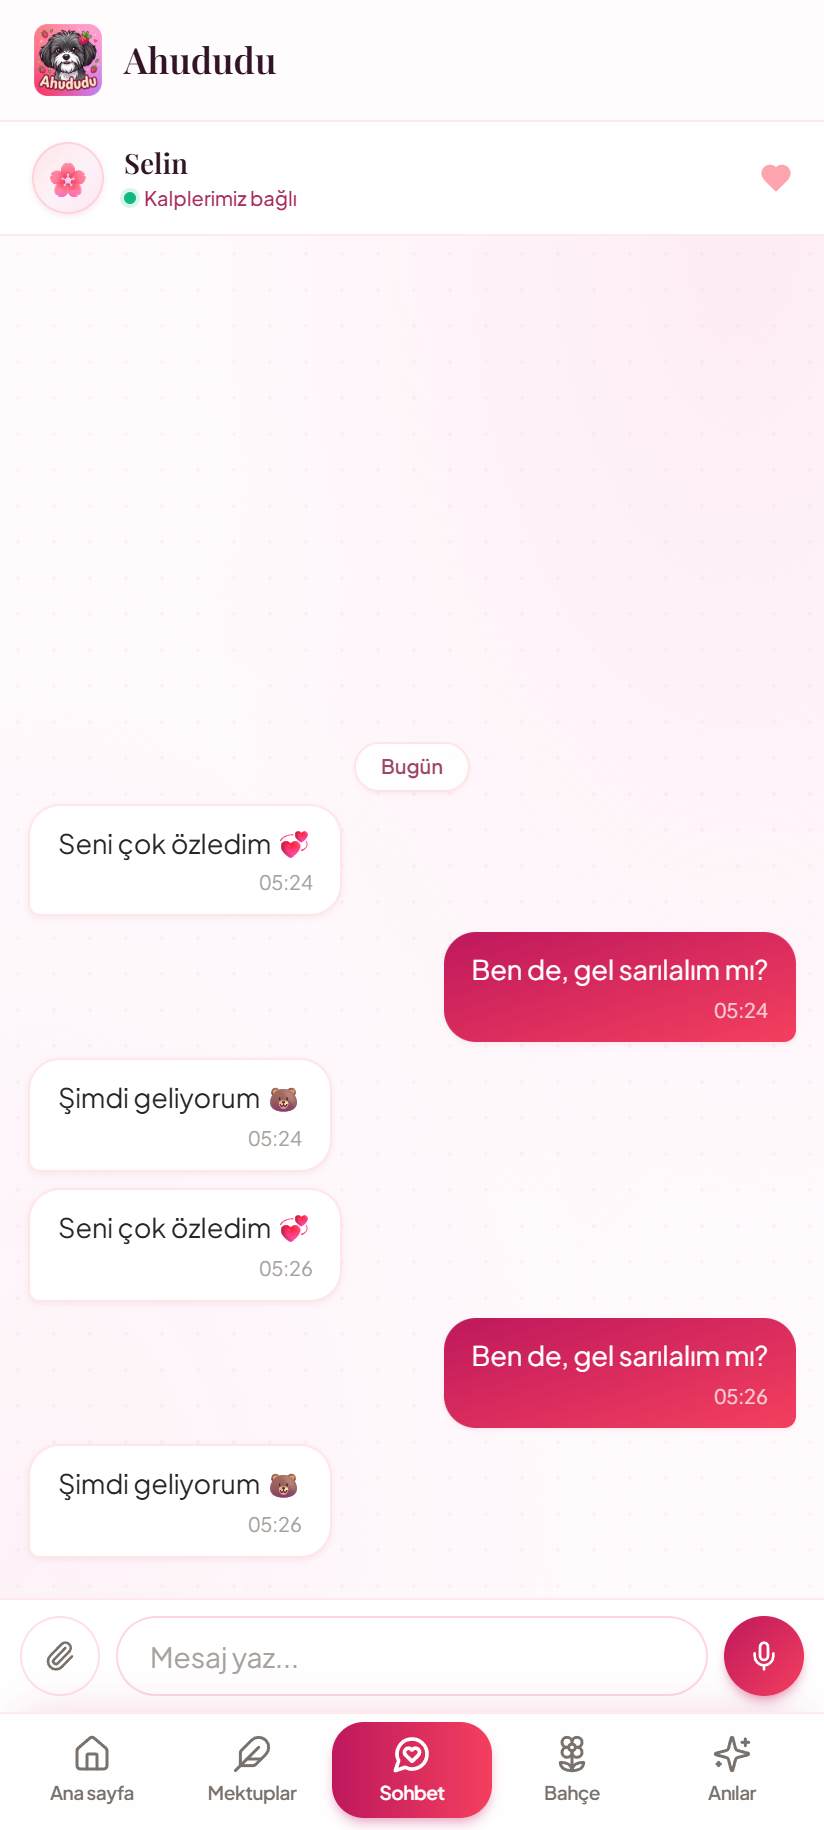 Ahududu
Ahududu
Selin
Kalplerimiz bağlı
Bugün
Seni çok özledim 💞
05:24
Ben de, gel sarılalım mı?
05:24
Şimdi geliyorum 🐻
05:24
Seni çok özledim 💞
05:26
Ben de, gel sarılalım mı?
05:26
Şimdi geliyorum 🐻
05:26
Mesaj yaz...
Ana sayfa
Mektuplar
Sohbet
Bahçe
Anılar